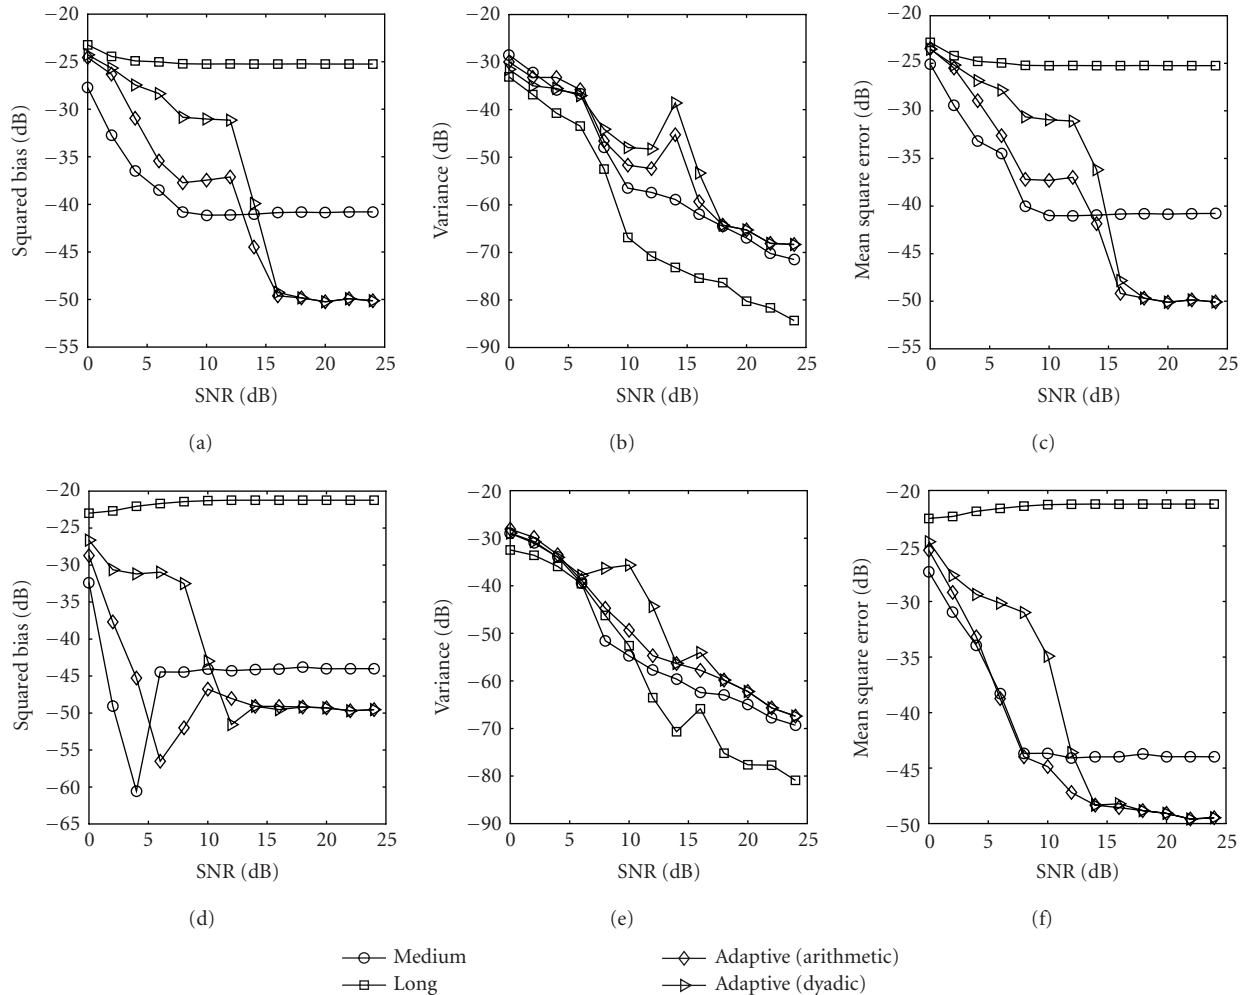 −20
−25
−30
−35
−40
−45
−50
−55
0 5 10 15 20 25
Squared bias (dB)
SNR (dB)
(a)
−20
−30
−40
−50
−60
−70
−80
−90
0 5 10 15 20 25
Variance (dB)
SNR (dB)
(b)
−20
−25
−30
−35
−40
−45
−50
−55
0 5 10 15 20 25
Mean square error (dB)
SNR (dB)
(c)
−20
−25
−30
−35
−40
−45
−50
−55
−60
−65
0 5 10 15 20 25
Squared bias (dB)
SNR (dB)
(d)
−20
−30
−40
−50
−60
−70
−80
−90
0 5 10 15 20 25
Variance (dB)
SNR (dB)
(e)
−20
−25
−30
−35
−40
−45
−50
0 5 10 15 20 25
Mean square error (dB)
SNR (dB)
(f)
Medium
Long
Adaptive (arithmetic)
Adaptive (dyadic)